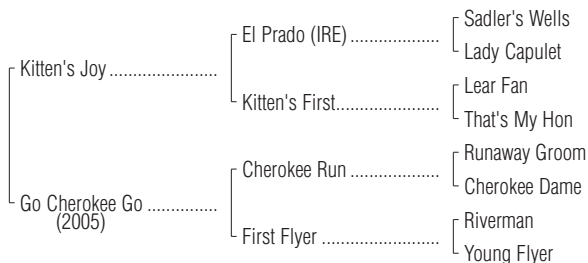 Sadler's Wells
El Prado (IRE) ....................
Lady Capulet
Kitten's Joy ........................
Lear Fan
Kitten's First.......................
That's My Hon
Runaway Groom
Cherokee Run ....................
Cherokee Dame
Go Cherokee Go ...............
(2005)
Riverman
First Flyer ..........................
Young Flyer